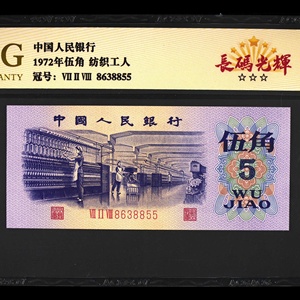 G
中国人民银行
1972年伍角 纺织工人
冠号：VII II VIII 8638855
ANTY
長碼光輝
☆☆☆
中國人民銀行
伍角
5
WU
JIAO
VII II VIII 8638855